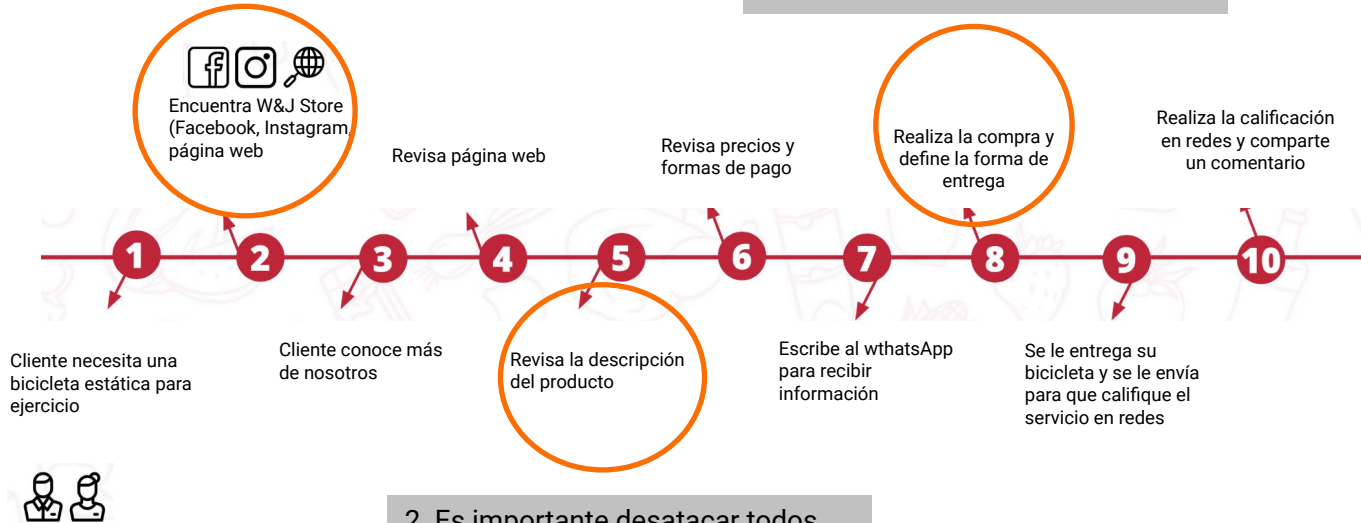 Encuentra W&J Store
(Facebook, Instagram,
página web
Revisa página web
Revisa precios y
formas de pago
Realiza la compra y
define la forma de
entrega
Realiza la calificación
en redes y comparte
un comentario
1 2 3 4 5 6 7 8 9 10
Cliente necesita una
bicicleta estática para
ejercicio
Cliente conoce más
de nosotros
Revisa la descripción
del producto
Escribe al wthatsApp
para recibir
información
Se le entrega su
bicicleta y se le envía
para que califique el
servicio en redes
2. Es importante desatacar todos